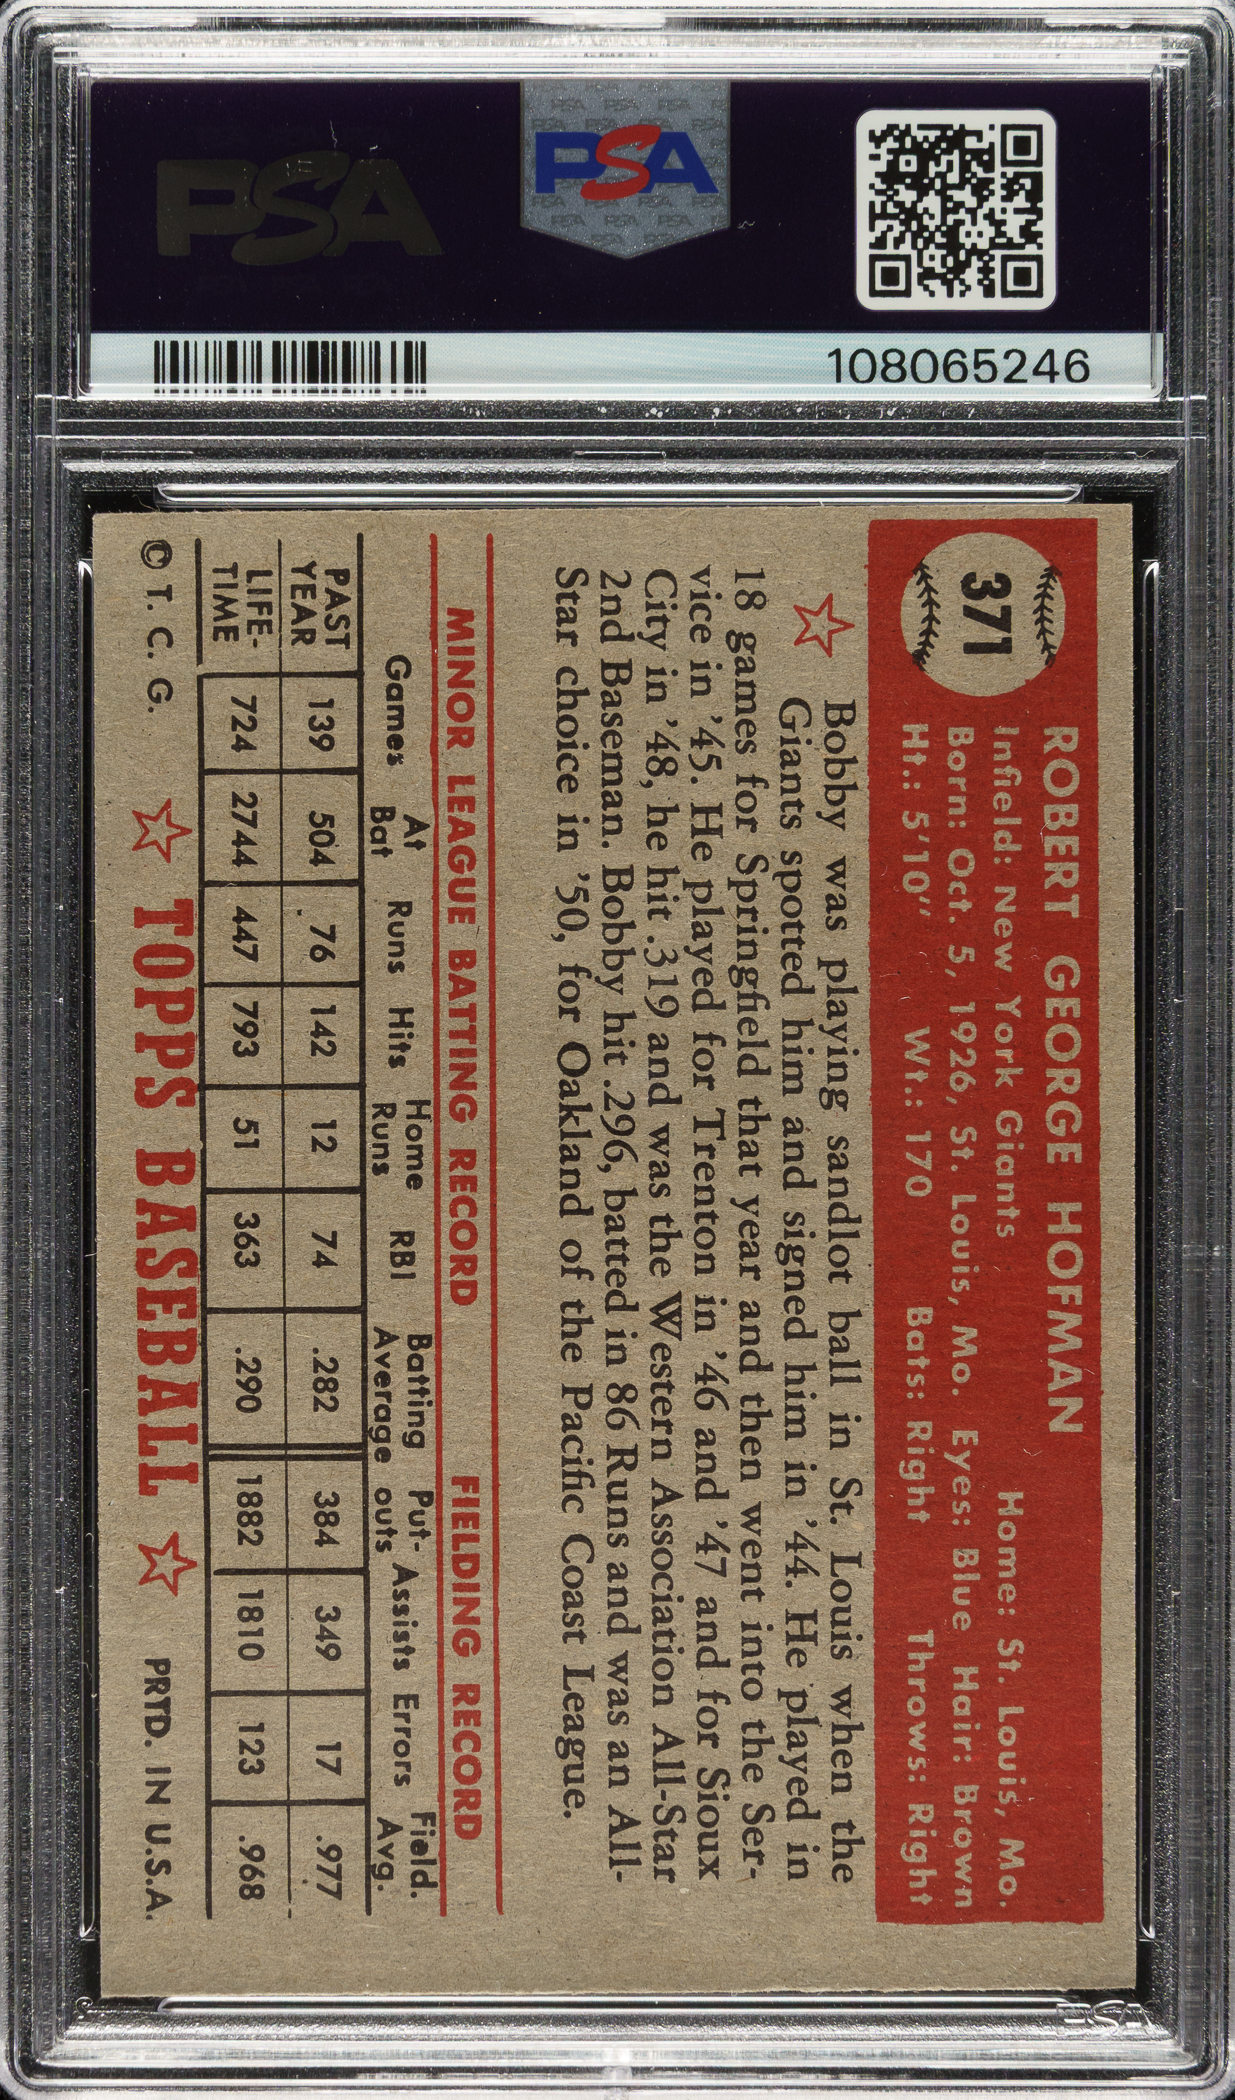 PSA
PSA
108065246
371
ROBERT GEORGE HOFMAN
Infield: New York Giants Home: St. Louis, Mo.
Born: Oct. 5, 1926, St. Louis, Mo. Eyes: Blue Hair: Brown
Ht.: 5'10" Wt.: 170 Bats: Right Throws: Right
Bobby was playing sandlot ball in St. Louis when the
Giants spotted him and signed him in '44. He played in
18 games for Springfield that year and then went into the Ser-
vice in '45. He played for Trenton in '46 and '47 and for Sioux
City in '48, he hit .319 and was the Western Association All-Star
2nd Baseman. Bobby hit .296, batted in 86 Runs and was an All-
Star choice in '50, for Oakland of the Pacific Coast League.
MINOR LEAGUE BATTING RECORD FIELDING RECORD
Games At Bat Runs Hits Home Runs RBI Batting Average Put-outs Assists Errors Field. Avg.
PAST YEAR 139 504 76 142 12 74 .282 384 349 17 .977
LIFE-TIME 724 2744 447 793 51 363 .290 1882 1810 123 .968
© T. C. G. TOPPS BASEBALL PRTD. IN U.S.A.
PSA